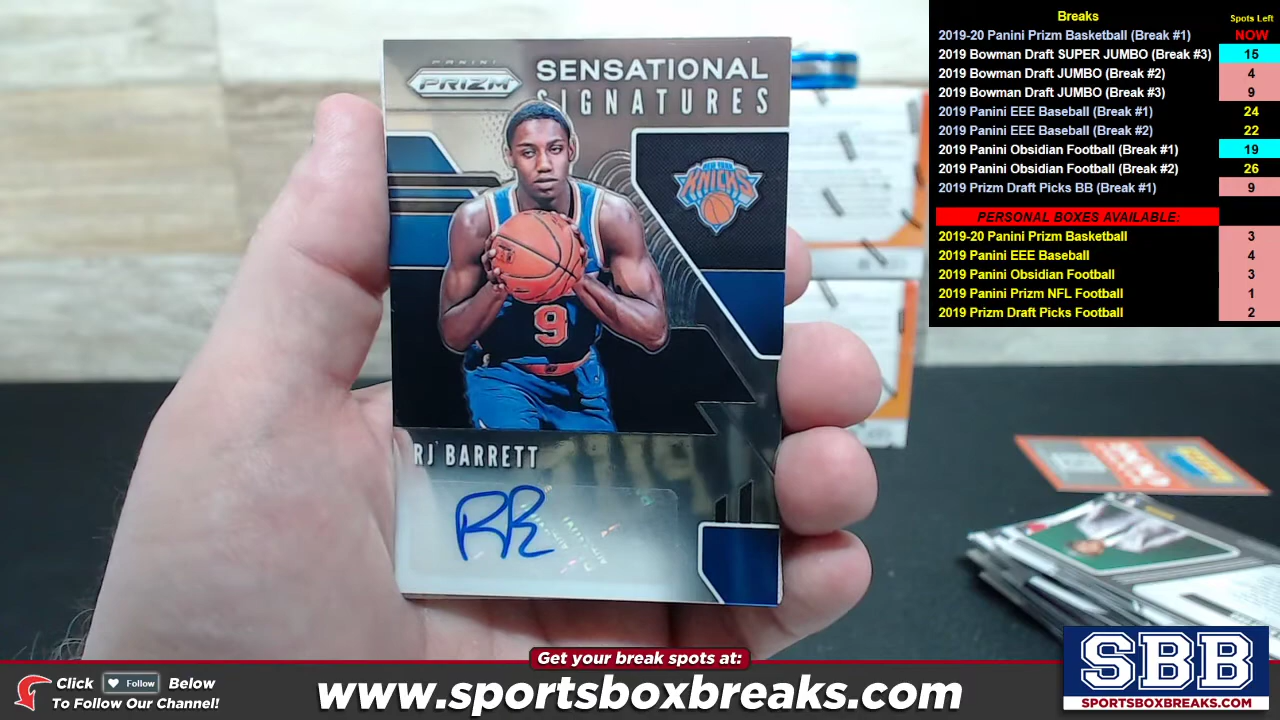 PANINI
PRIZM
SENSATIONAL
SIGNATURES
NEW YORK
KNICKS
9
RJ BARRETT
Breaks Spots Left
2019-20 Panini Prizm Basketball (Break #1) NOW
2019 Bowman Draft SUPER JUMBO (Break #3) 15
2019 Bowman Draft JUMBO (Break #2) 4
2019 Bowman Draft JUMBO (Break #3) 9
2019 Panini EEE Baseball (Break #1) 24
2019 Panini EEE Baseball (Break #2) 22
2019 Panini Obsidian Football (Break #1) 19
2019 Panini Obsidian Football (Break #2) 26
2019 Prizm Draft Picks BB (Break #1) 9
PERSONAL BOXES AVAILABLE:
2019-20 Panini Prizm Basketball 3
2019 Panini EEE Baseball 4
2019 Panini Obsidian Football 3
2019 Panini Prizm NFL Football 1
2019 Prizm Draft Picks Football 2
Get your break spots at:
Click Follow Below
To Follow Our Channel!
www.sportsboxbreaks.com
SBB
SPORTSBOXBREAKS.COM